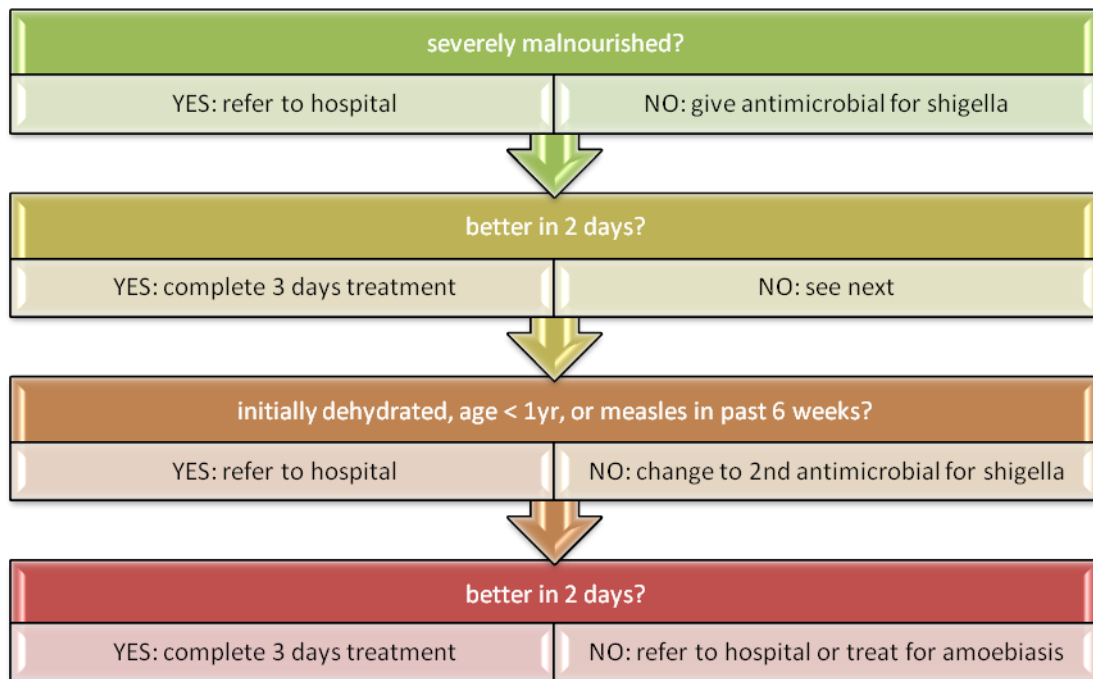 severely malnourished?
YES: refer to hospital
NO: give antimicrobial for shigella
better in 2 days?
YES: complete 3 days treatment
NO: see next
initially dehydrated, age < 1yr, or measles in past 6 weeks?
YES: refer to hospital
NO: change to 2nd antimicrobial for shigella
better in 2 days?
YES: complete 3 days treatment
NO: refer to hospital or treat for amoebiasis